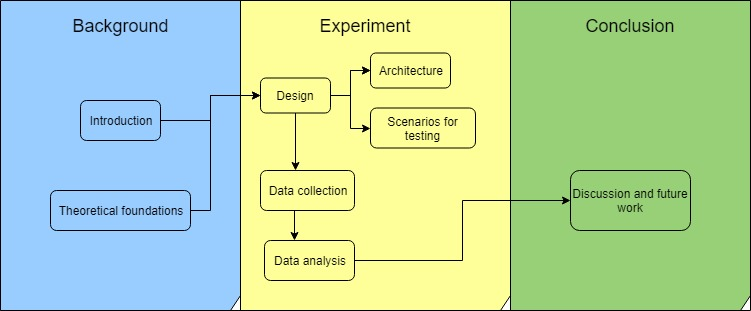 Background
Experiment
Conclusion
Introduction
Theoretical foundations
Design
Architecture
Scenarios for
testing
Data collection
Data analysis
Discussion and future
work